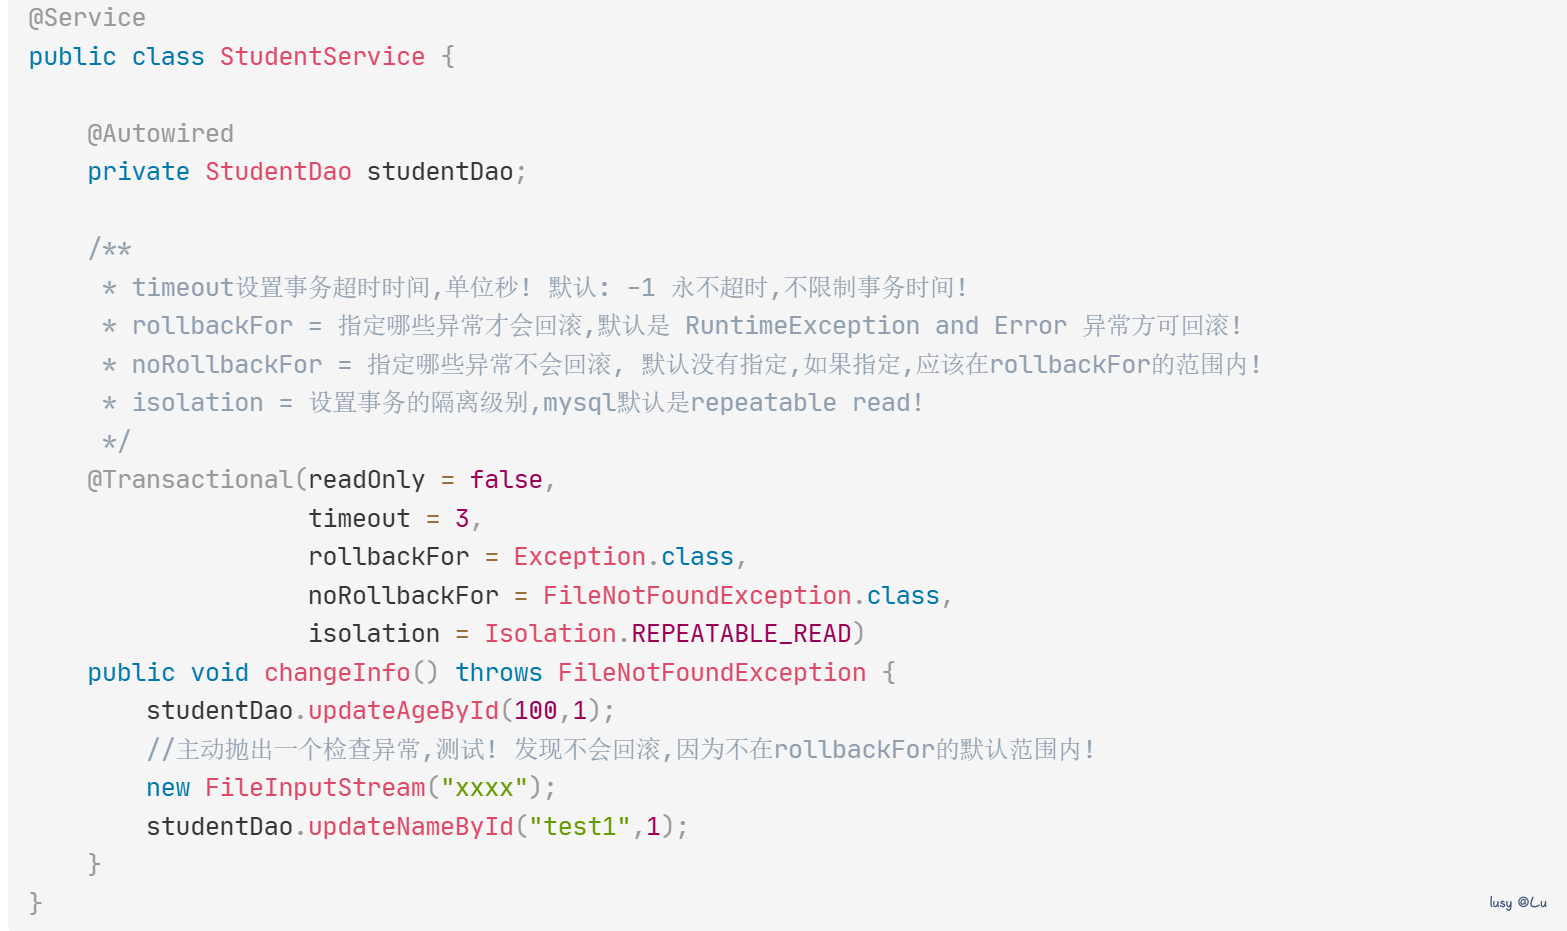 @Service
public class StudentService {
@Autowired
private StudentDao studentDao;
/**
* timeout设置事务超时时间,单位秒! 默认: -1 永不超时,不限制事务时间!
* rollbackFor = 指定哪些异常才会回滚,默认是 RuntimeException and Error 异常方可回滚!
* noRollbackFor = 指定哪些异常不会回滚, 默认没有指定,如果指定,应该在rollbackFor的范围内!
* isolation = 设置事务的隔离级别,mysql默认是repeatable read!
*/
@Transactional(readOnly = false,
timeout = 3,
rollbackFor = Exception.class,
noRollbackFor = FileNotFoundException.class,
isolation = Isolation.REPEATABLE_READ)
public void changeInfo() throws FileNotFoundException {
studentDao.updateAgeById(100,1);
//主动抛出一个检查异常,测试! 发现不会回滚,因为不在rollbackFor的默认范围内!
new FileInputStream("xxxx");
studentDao.updateNameById("test1",1);
}
}
lusy @Lu